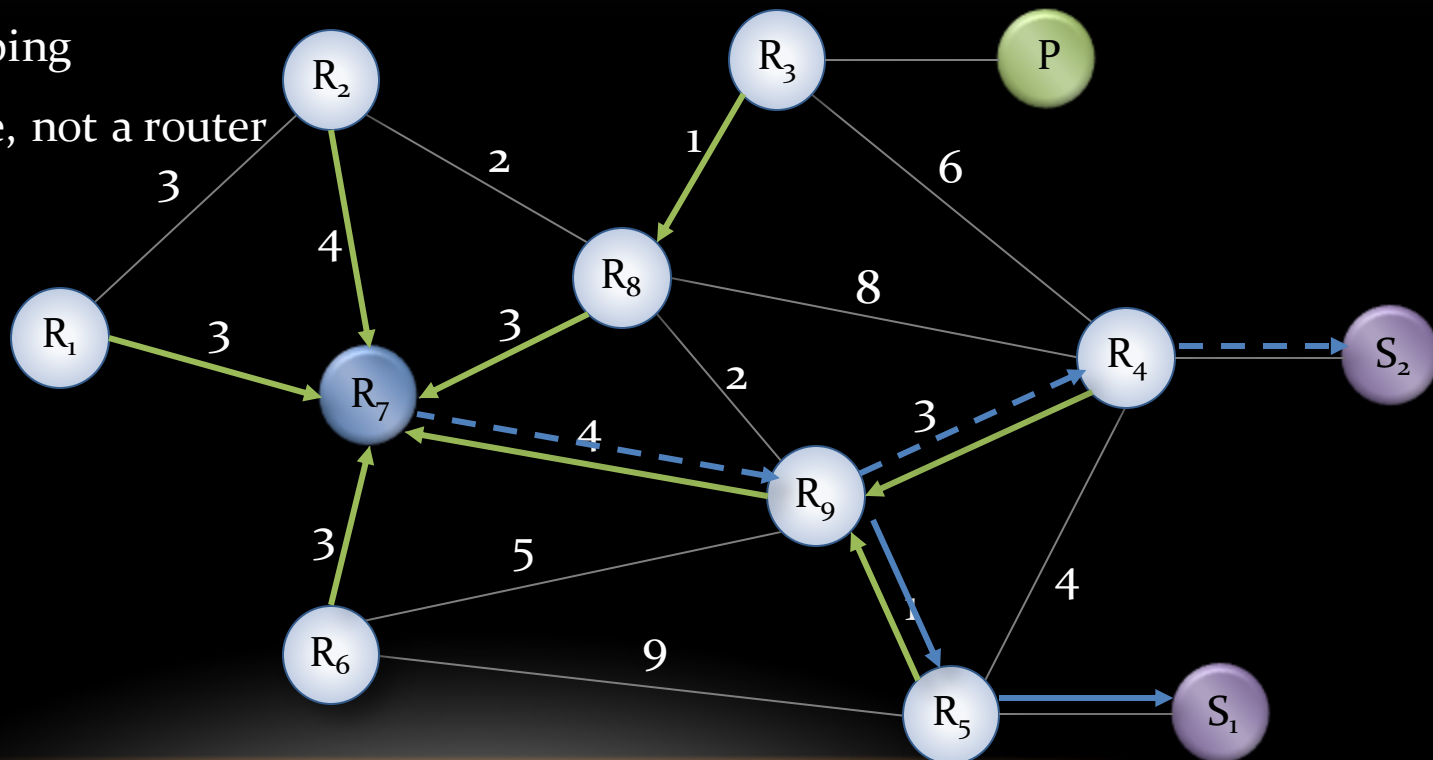 ping
e, not a router
R₂
R₃
P
3
2
1
6
4
R₈
8
R₁
3
3
R₄
S₂
R₇
2
3
4
R₉
3
5
1
4
R₆
9
R₅
S₁